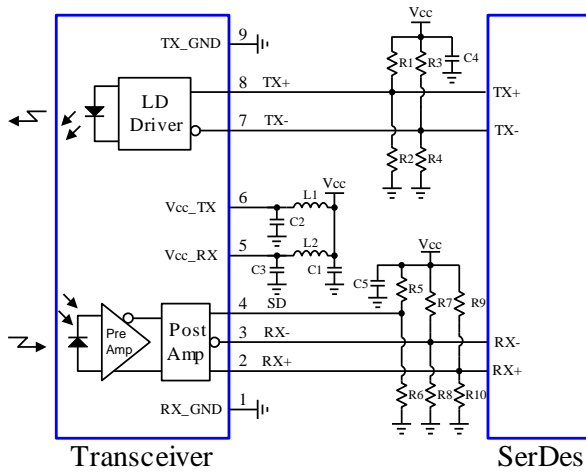 Vcc
TX_GND 9
R1 R3 C4
8 TX+ TX+
LD
Driver
7 TX- TX-
R2 R4
Vcc_TX 6 L1 Vcc
C2
Vcc_RX 5 L2 Vcc
C3 C1 C5 R5 R7 R9
4
SD
Pre
Amp
Post
Amp
3 RX- RX-
2 RX+ RX+
R6 R8 R10
RX_GND 1
Transceiver SerDes